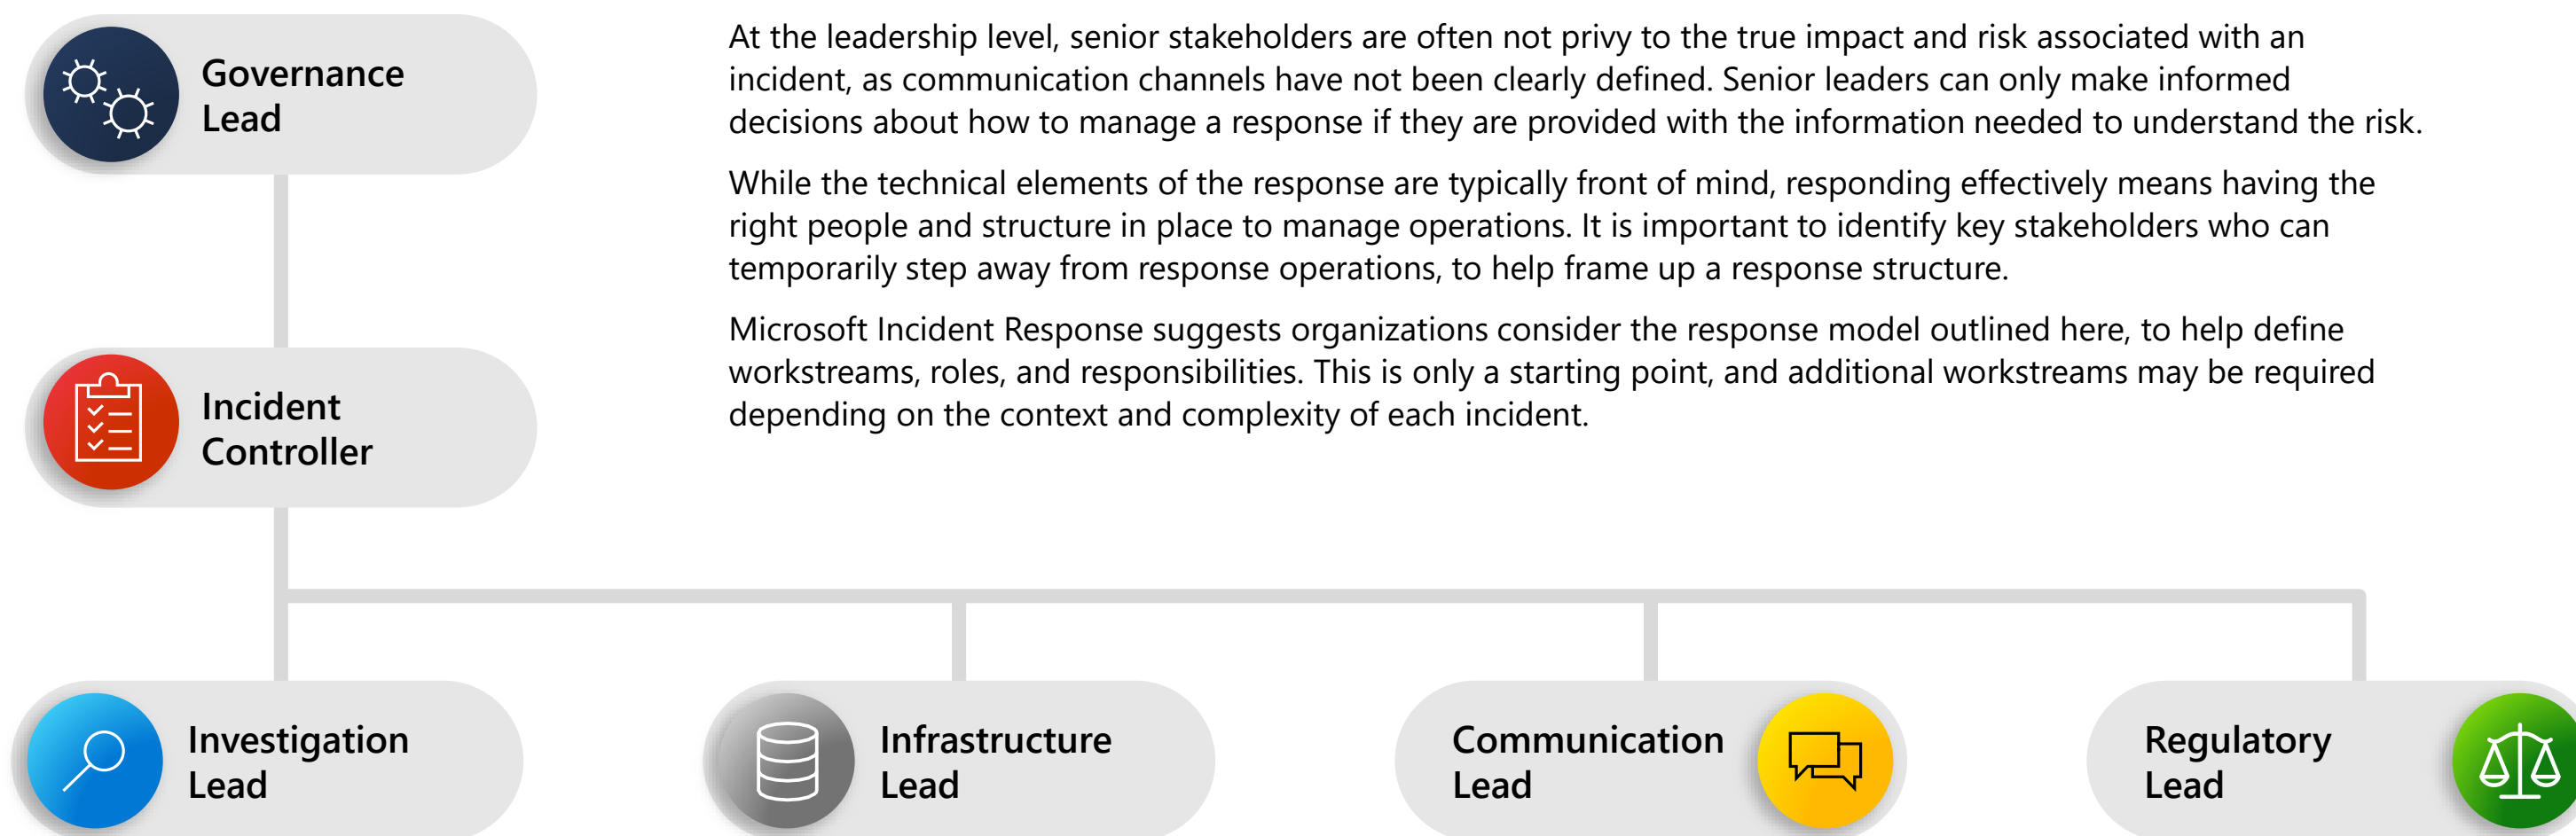 Governance
Lead
At the leadership level, senior stakeholders are often not privy to the true impact and risk associated with an
incident, as communication channels have not been clearly defined. Senior leaders can only make informed
decisions about how to manage a response if they are provided with the information needed to understand the risk.
While the technical elements of the response are typically front of mind, responding effectively means having the
right people and structure in place to manage operations. It is important to identify key stakeholders who can
temporarily step away from response operations, to help frame up a response structure.
Microsoft Incident Response suggests organizations consider the response model outlined here, to help define
workstreams, roles, and responsibilities. This is only a starting point, and additional workstreams may be required
depending on the context and complexity of each incident.
Incident
Controller
Investigation
Lead
Infrastructure
Lead
Communication
Lead
Regulatory
Lead